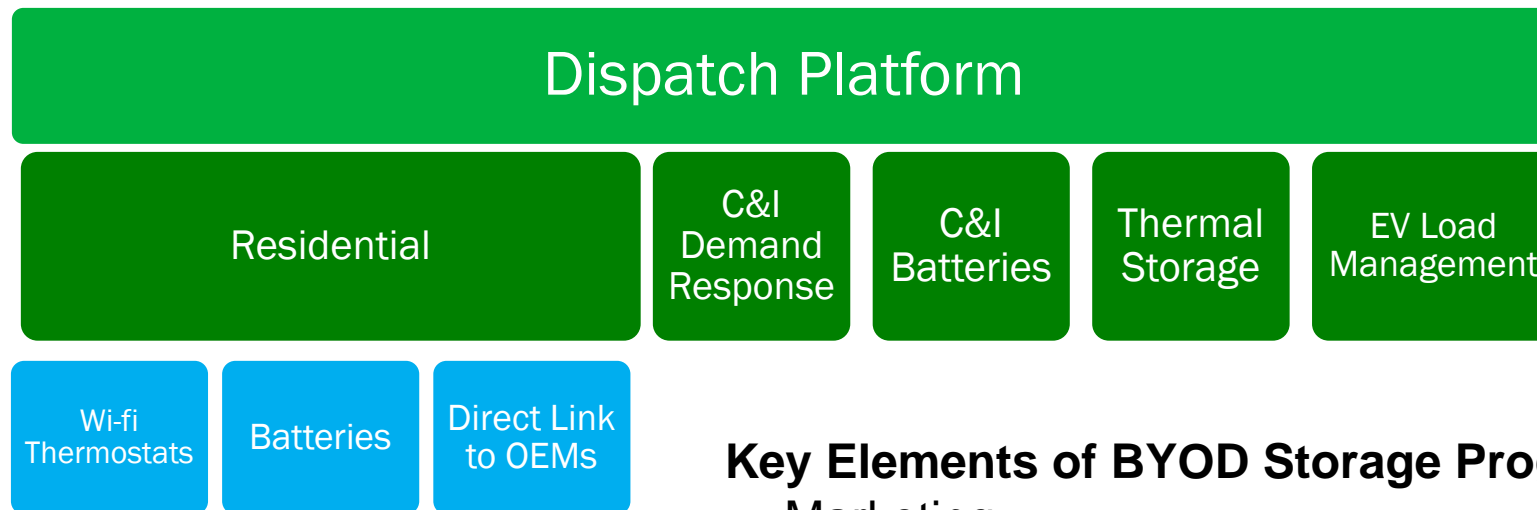 Dispatch Platform
Residential
C&I
Demand
Response
C&I
Batteries
Thermal
Storage
EV Load
Management
Wi-fi
Thermostats
Batteries
Direct Link
to OEMs
Key Elements of BYOD Storage
Marketing